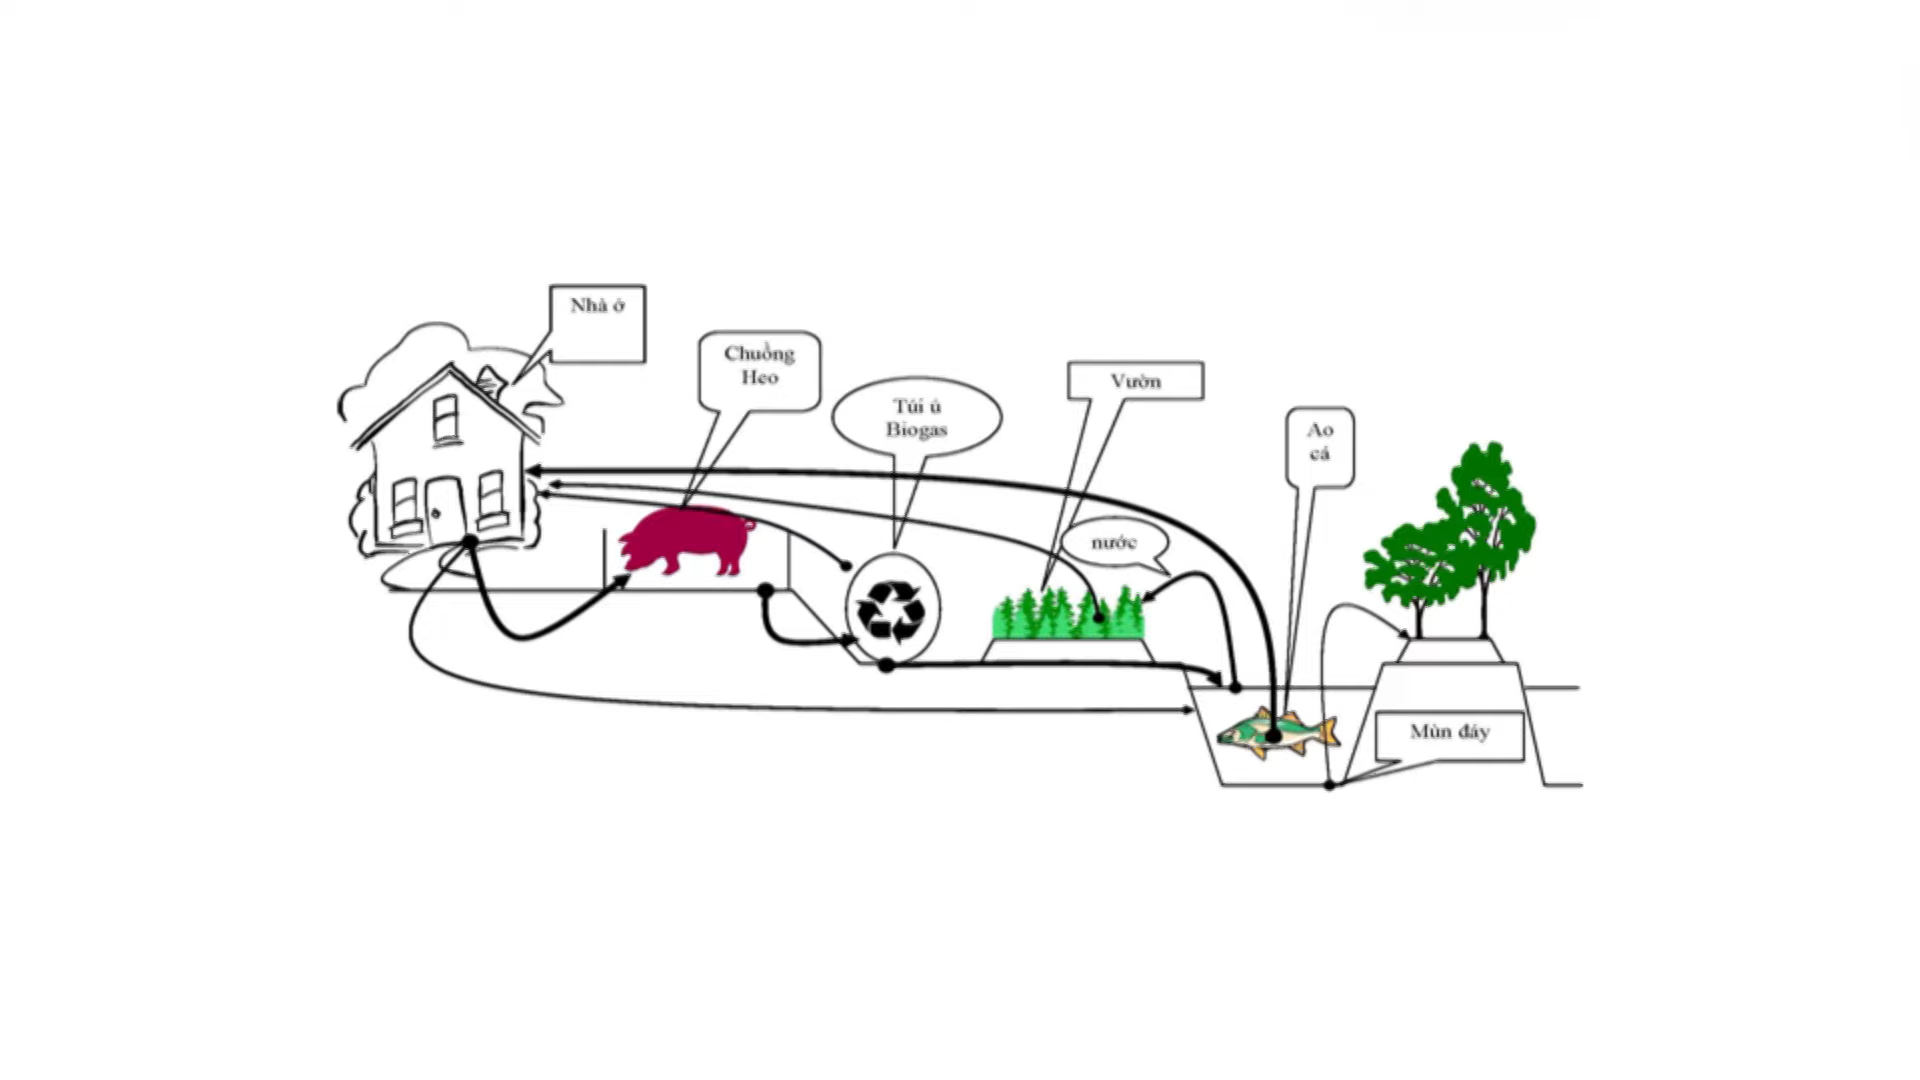 Nhà ở
Chuồng
Heo
Túi ủ
Biogas
Vườn
Ao
cá
nước
Mùn đáy